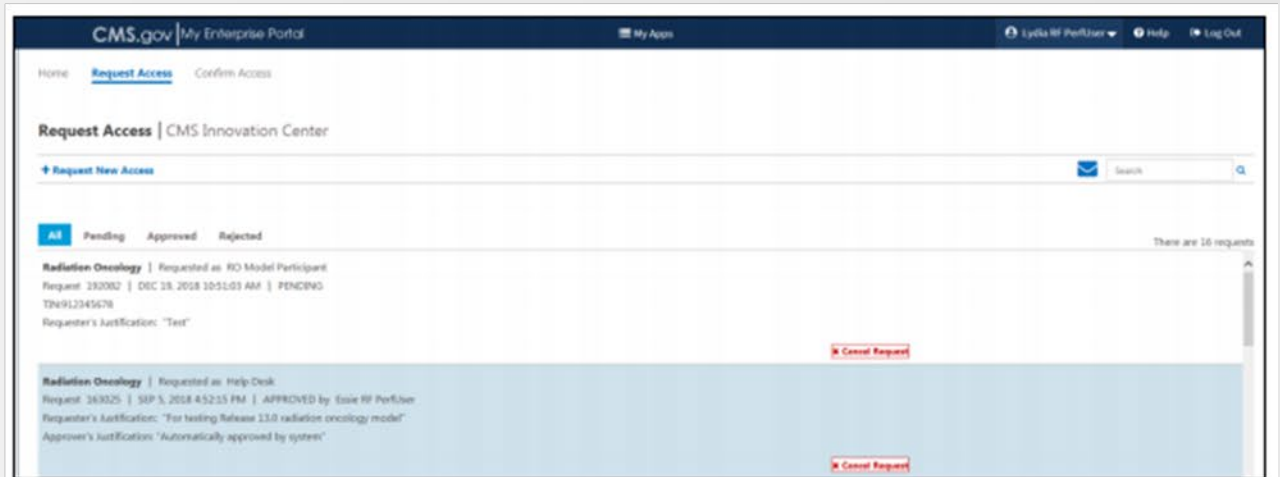 CMS.gov | My Enterprise Portal My Apps Lydia RF PerfUser Help Log Out
Home Request Access Confirm Access
Request Access | CMS Innovation Center
Request New Access Search
All Pending Approved Rejected
There are 16 requests
Radiation Oncology | Requested as RO Model Participant
Request 192082 | DEC 19, 2018 10:51:03 AM | PENDING
TIN:912345678
Requester's Justification: "Test"
Cancel Request
Radiation Oncology | Requested as Help Desk
Request 163025 | SEP 5, 2018 4:52:15 PM | APPROVED by Essie RF PerfUser
Requester's Justification: "For testing Release 13.0 radiation oncology model"
Approver's Justification: "Automatically approved by system"
Cancel Request